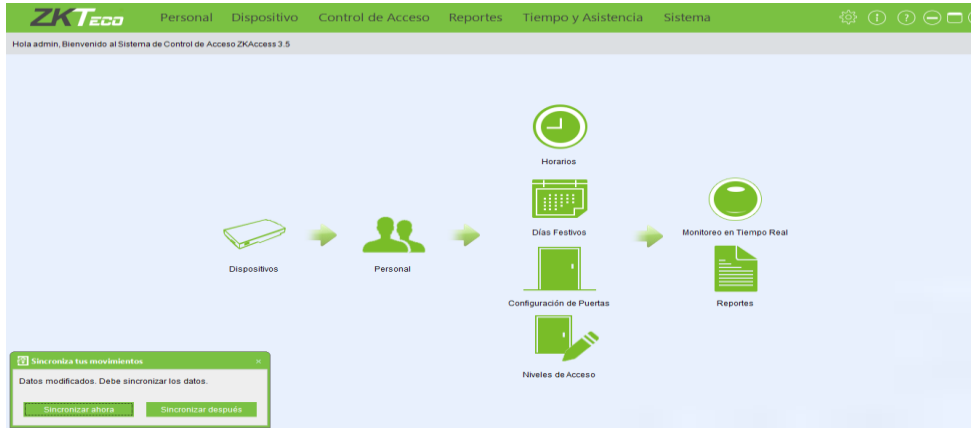 ZKTECO Personal Dispositivo Control de Acceso Reportes Tiempo y Asistencia Sistema
Hola admin, Bienvenido al Sistema de Control de Acceso ZKAccess 3.5
Horarios
Días Festivos
Monitoreo en Tiempo Real
Dispositivos
Personal
Configuración de Puertas
Reportes
Niveles de Acceso
Sincroniza tus movimientos
Datos modificados. Debe sincronizar los datos.
Sincronizar ahora Sincronizar después